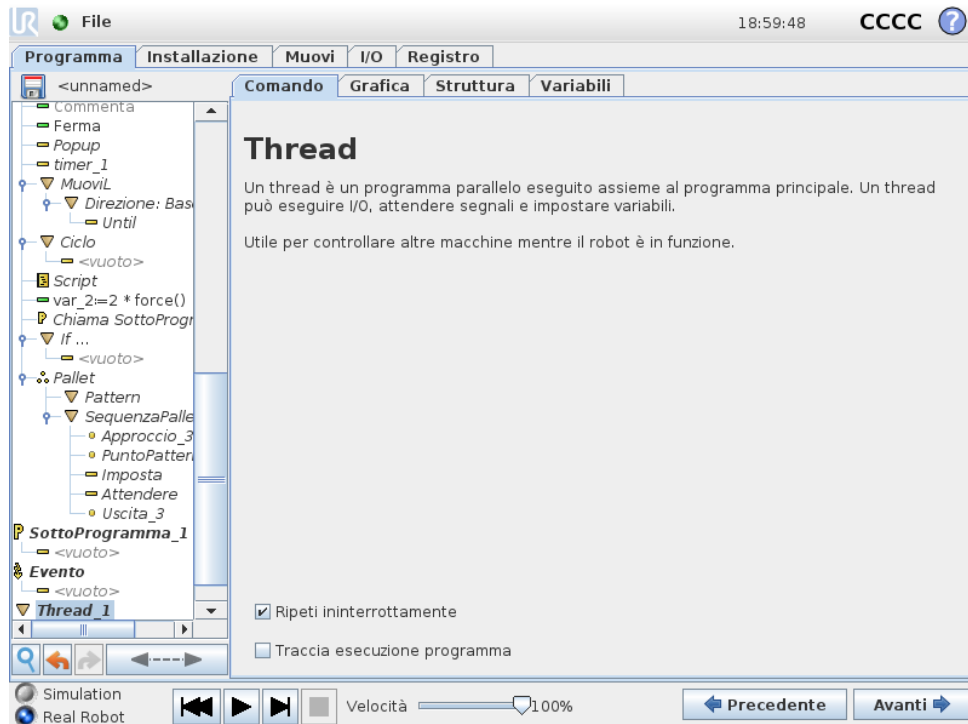 UR File 18:59:48 CCCC ?
Programma Installazione Muovi I/O Registro
<unnamed> Comando Grafica Struttura Variabili
Commenta
Ferma
Popup
timer_1
MuoviL
Direzione: Bas
Until
Ciclo
<vuoto>
Script
var_2:=2 * force()
Chiama SottoProgr
If ...
<vuoto>
Pallet
Pattern
SequenzaPalle
Approccio_3
PuntoPatter
Imposta
Attendere
Uscita_3
SottoProgramma_1
<vuoto>
Evento
<vuoto>
Thread_1
Thread
Un thread è un programma parallelo eseguito assieme al programma principale. Un thread
può eseguire I/O, attendere segnali e impostare variabili.
Utile per controllare altre macchine mentre il robot è in funzione.
Ripeti ininterrottamente
Traccia esecuzione programma
Simulation
Real Robot
Velocità 100%
Precedente Avanti